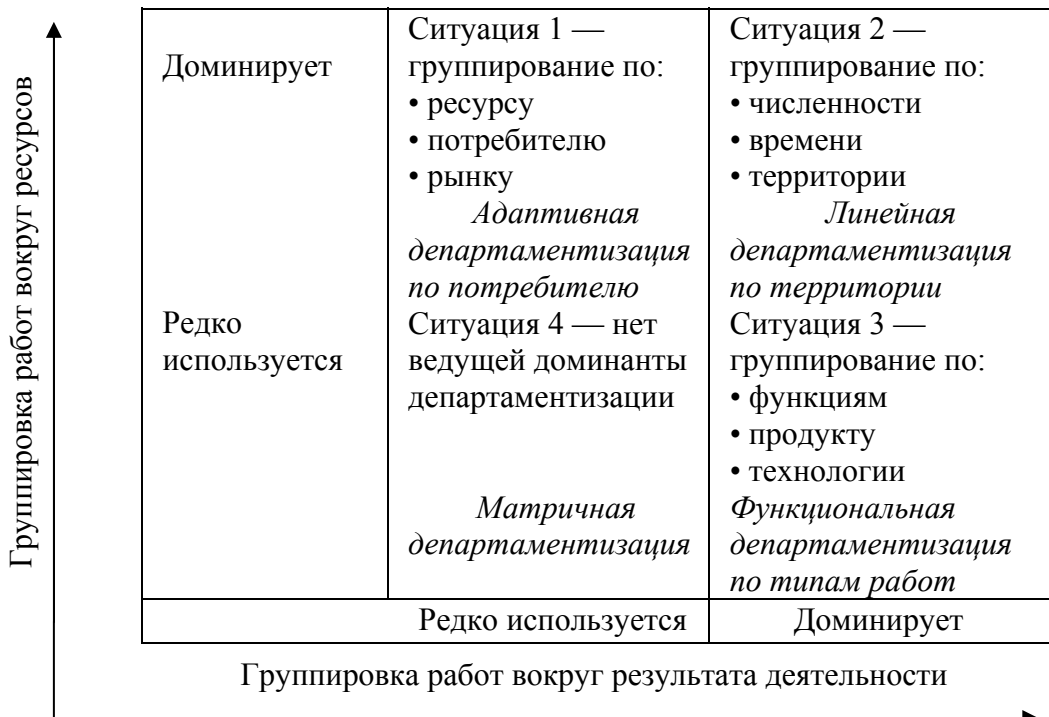 Группировка работ вокруг ресурсов
Доминирует
Ситуация 1 —
группирование по:
• ресурсу
• потребителю
• рынку
Адаптивная
департаментизация
по потребителю
Ситуация 2 —
группирование по:
• численности
• времени
• территории
Линейная
департаментизация
по территории
Редко
используется
Ситуация 4 — нет
ведущей доминанты
департаментизации
Матричная
департаментизация
Ситуация 3 —
группирование по:
• функциям
• продукту
• технологии
Функциональная
департаментизация
по типам работ
Редко используется
Доминирует
Группировка работ вокруг результата деятельности